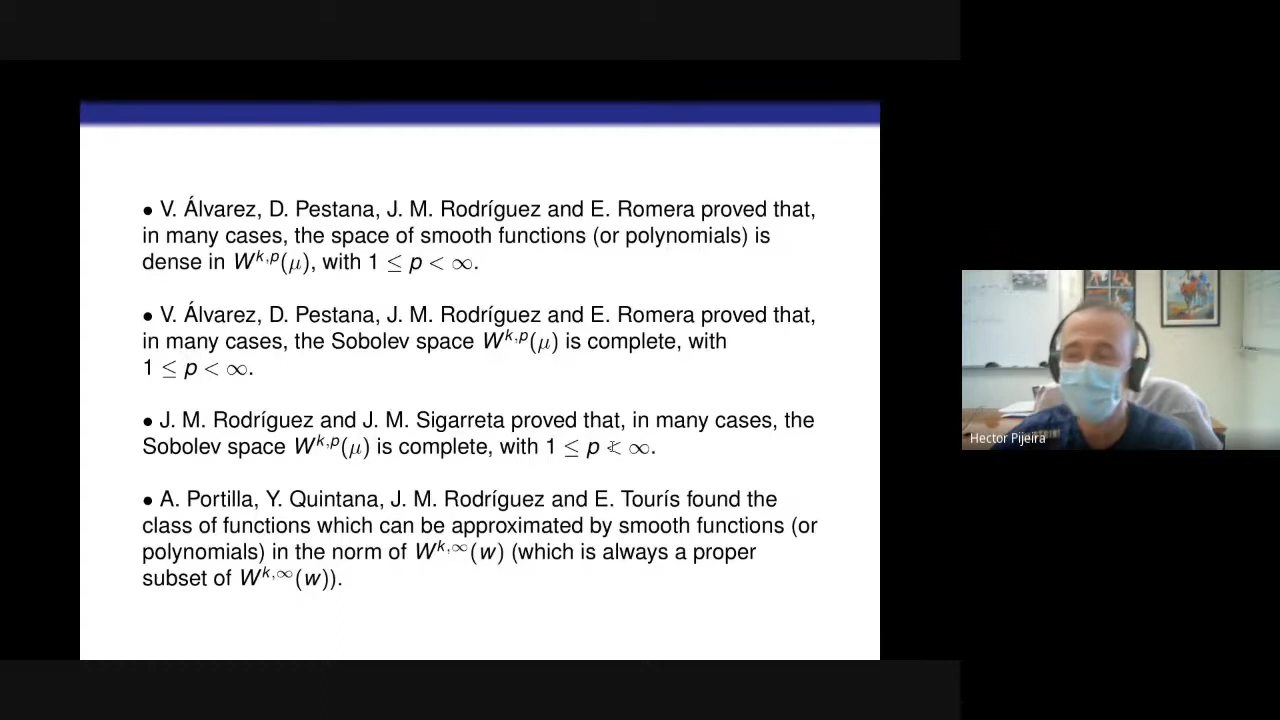 • V. Álvarez, D. Pestana, J. M. Rodríguez and E. Romera proved that,
in many cases, the space of smooth functions (or polynomials) is
dense in W^{k,p}(μ), with 1 ≤ p < ∞.
• V. Álvarez, D. Pestana, J. M. Rodríguez and E. Romera proved that,
in many cases, the Sobolev space W^{k,p}(μ) is complete, with
1 ≤ p < ∞.
• J. M. Rodríguez and J. M. Sigarreta proved that, in many cases, the
Sobolev space W^{k,p}(μ) is complete, with 1 ≤ p < ∞.
• A. Portilla, Y. Quintana, J. M. Rodríguez and E. Tourís found the
class of functions which can be approximated by smooth functions (or
polynomials) in the norm of W^{k,∞}(w) (which is always a proper
subset of W^{k,∞}(w)).
Hector Pijeira